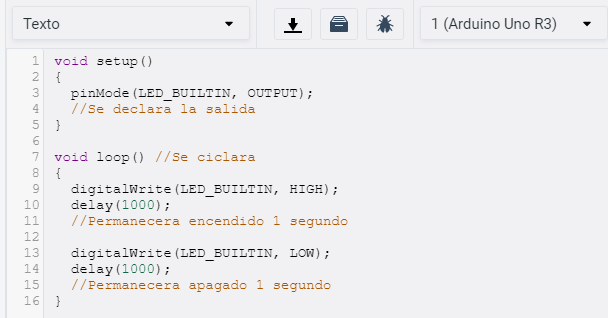 Texto
1 (Arduino Uno R3)
1 void setup()
2 {
3   pinMode(LED_BUILTIN, OUTPUT);
4   //Se declara la salida
5 }
6
7 void loop() //Se ciclara
8 {
9   digitalWrite(LED_BUILTIN, HIGH);
10   delay(1000);
11   //Permanecera encendido 1 segundo
12
13   digitalWrite(LED_BUILTIN, LOW);
14   delay(1000);
15   //Permanecera apagado 1 segundo
16 }